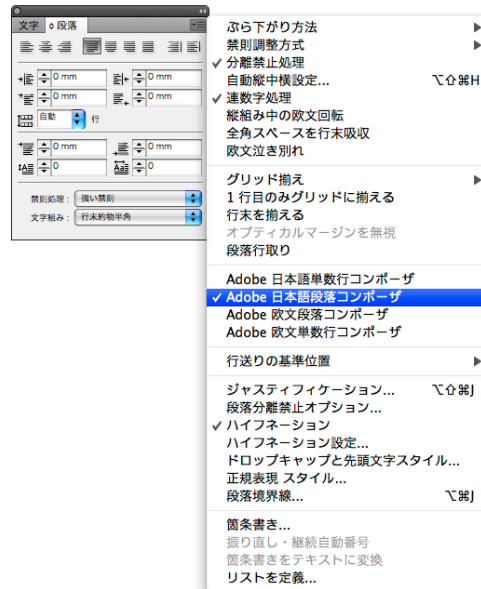 文字 段落
0 mm 0 mm
0 mm 0 mm
自動 行
0 mm 0 mm
0 0
禁則処理： 強い禁則
文字組み： 行末約物半角
ぶら下がり方法
禁則調整方式
✓ 分離禁止処理
自動縦中横設定... ⌥⇧⌘H
✓ 連数字処理
縦組み中の欧文回転
全角スペースを行末吸収
欧文泣き別れ
グリッド揃え
1 行目のみグリッドに揃える
行末を揃える
オプティカルマージンを無視
段落行取り
Adobe 日本語単数行コンポーザ
✓ Adobe 日本語段落コンポーザ
Adobe 欧文段落コンポーザ
Adobe 欧文単数行コンポーザ
行送りの基準位置
ジャスティフィケーション... ⌥⇧⌘J
段落分離禁止オプション...
✓ ハイフネーション
ハイフネーション設定...
ドロップキャップと先頭文字スタイル...
正規表現 スタイル...
段落境界線... ⌥⌘J
箇条書き...
振り直し・継続自動番号
箇条書きをテキストに変換
リストを定義...